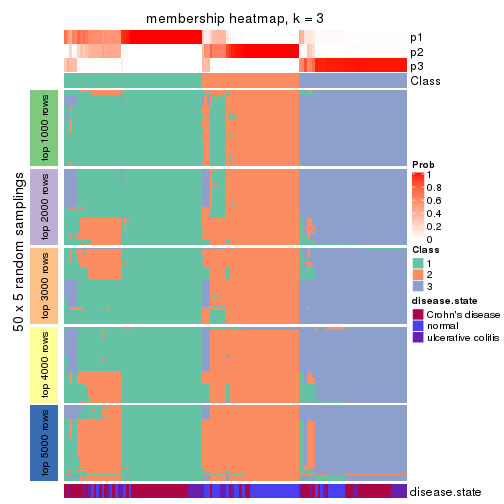 membership heatmap, k = 3
p1
p2
p3
Class
50 x 5 random samplings
top 1000 rows
top 2000 rows
top 3000 rows
top 4000 rows
top 5000 rows
Prob
1
0.8
0.6
0.4
0.2
0
Class
1
2
3
disease.state
Crohn's disease
normal
ulcerative colitis
disease.state